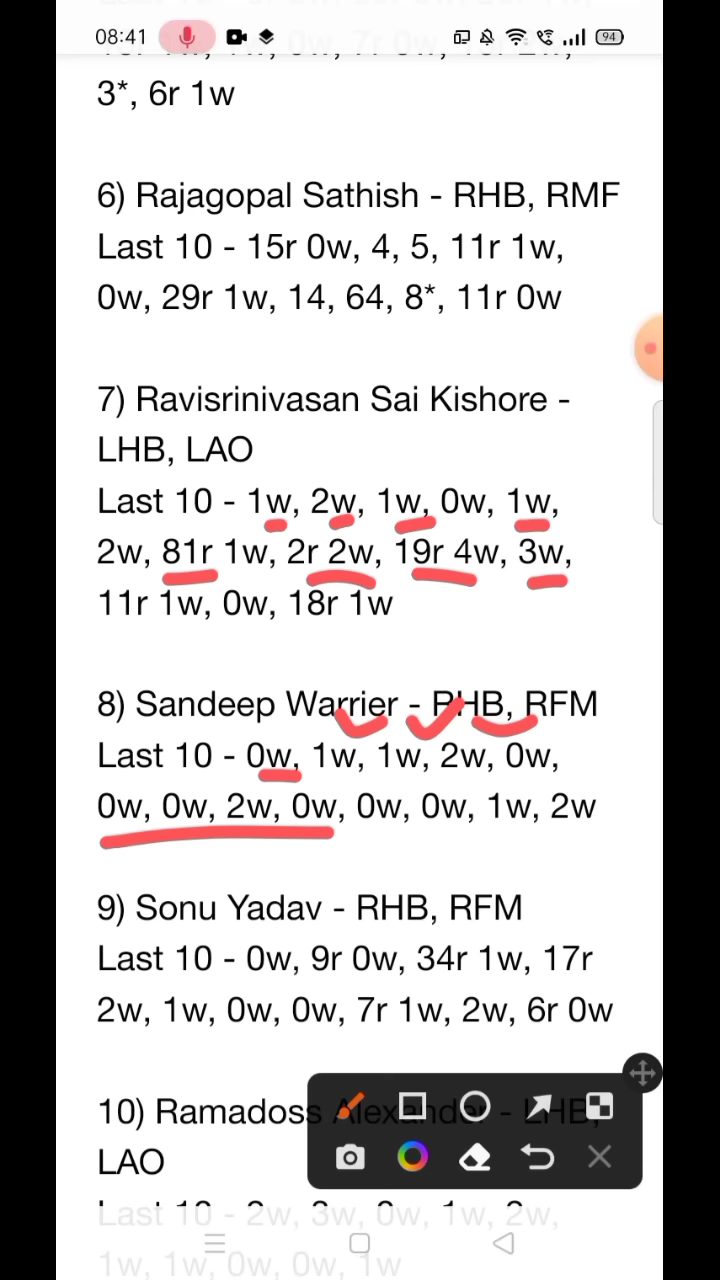 08:41
94
3*, 6r 1w
6) Rajagopal Sathish - RHB, RMF
Last 10 - 15r 0w, 4, 5, 11r 1w,
0w, 29r 1w, 14, 64, 8*, 11r 0w
7) Ravisrinivasan Sai Kishore -
LHB, LAO
Last 10 - 1w, 2w, 1w, 0w, 1w,
2w, 81r 1w, 2r 2w, 19r 4w, 3w,
11r 1w, 0w, 18r 1w
8) Sandeep Warrier - RHB, RFM
Last 10 - 0w, 1w, 1w, 2w, 0w,
0w, 0w, 2w, 0w, 0w, 0w, 1w, 2w
9) Sonu Yadav - RHB, RFM
Last 10 - 0w, 9r 0w, 34r 1w, 17r
2w, 1w, 0w, 0w, 7r 1w, 2w, 6r 0w
10) Ramadoss Alexander - LHB,
LAO
Last 10 - 2w, 3w, 0w, 1w, 2w,
1w, 1w, 0w, 0w, 1w